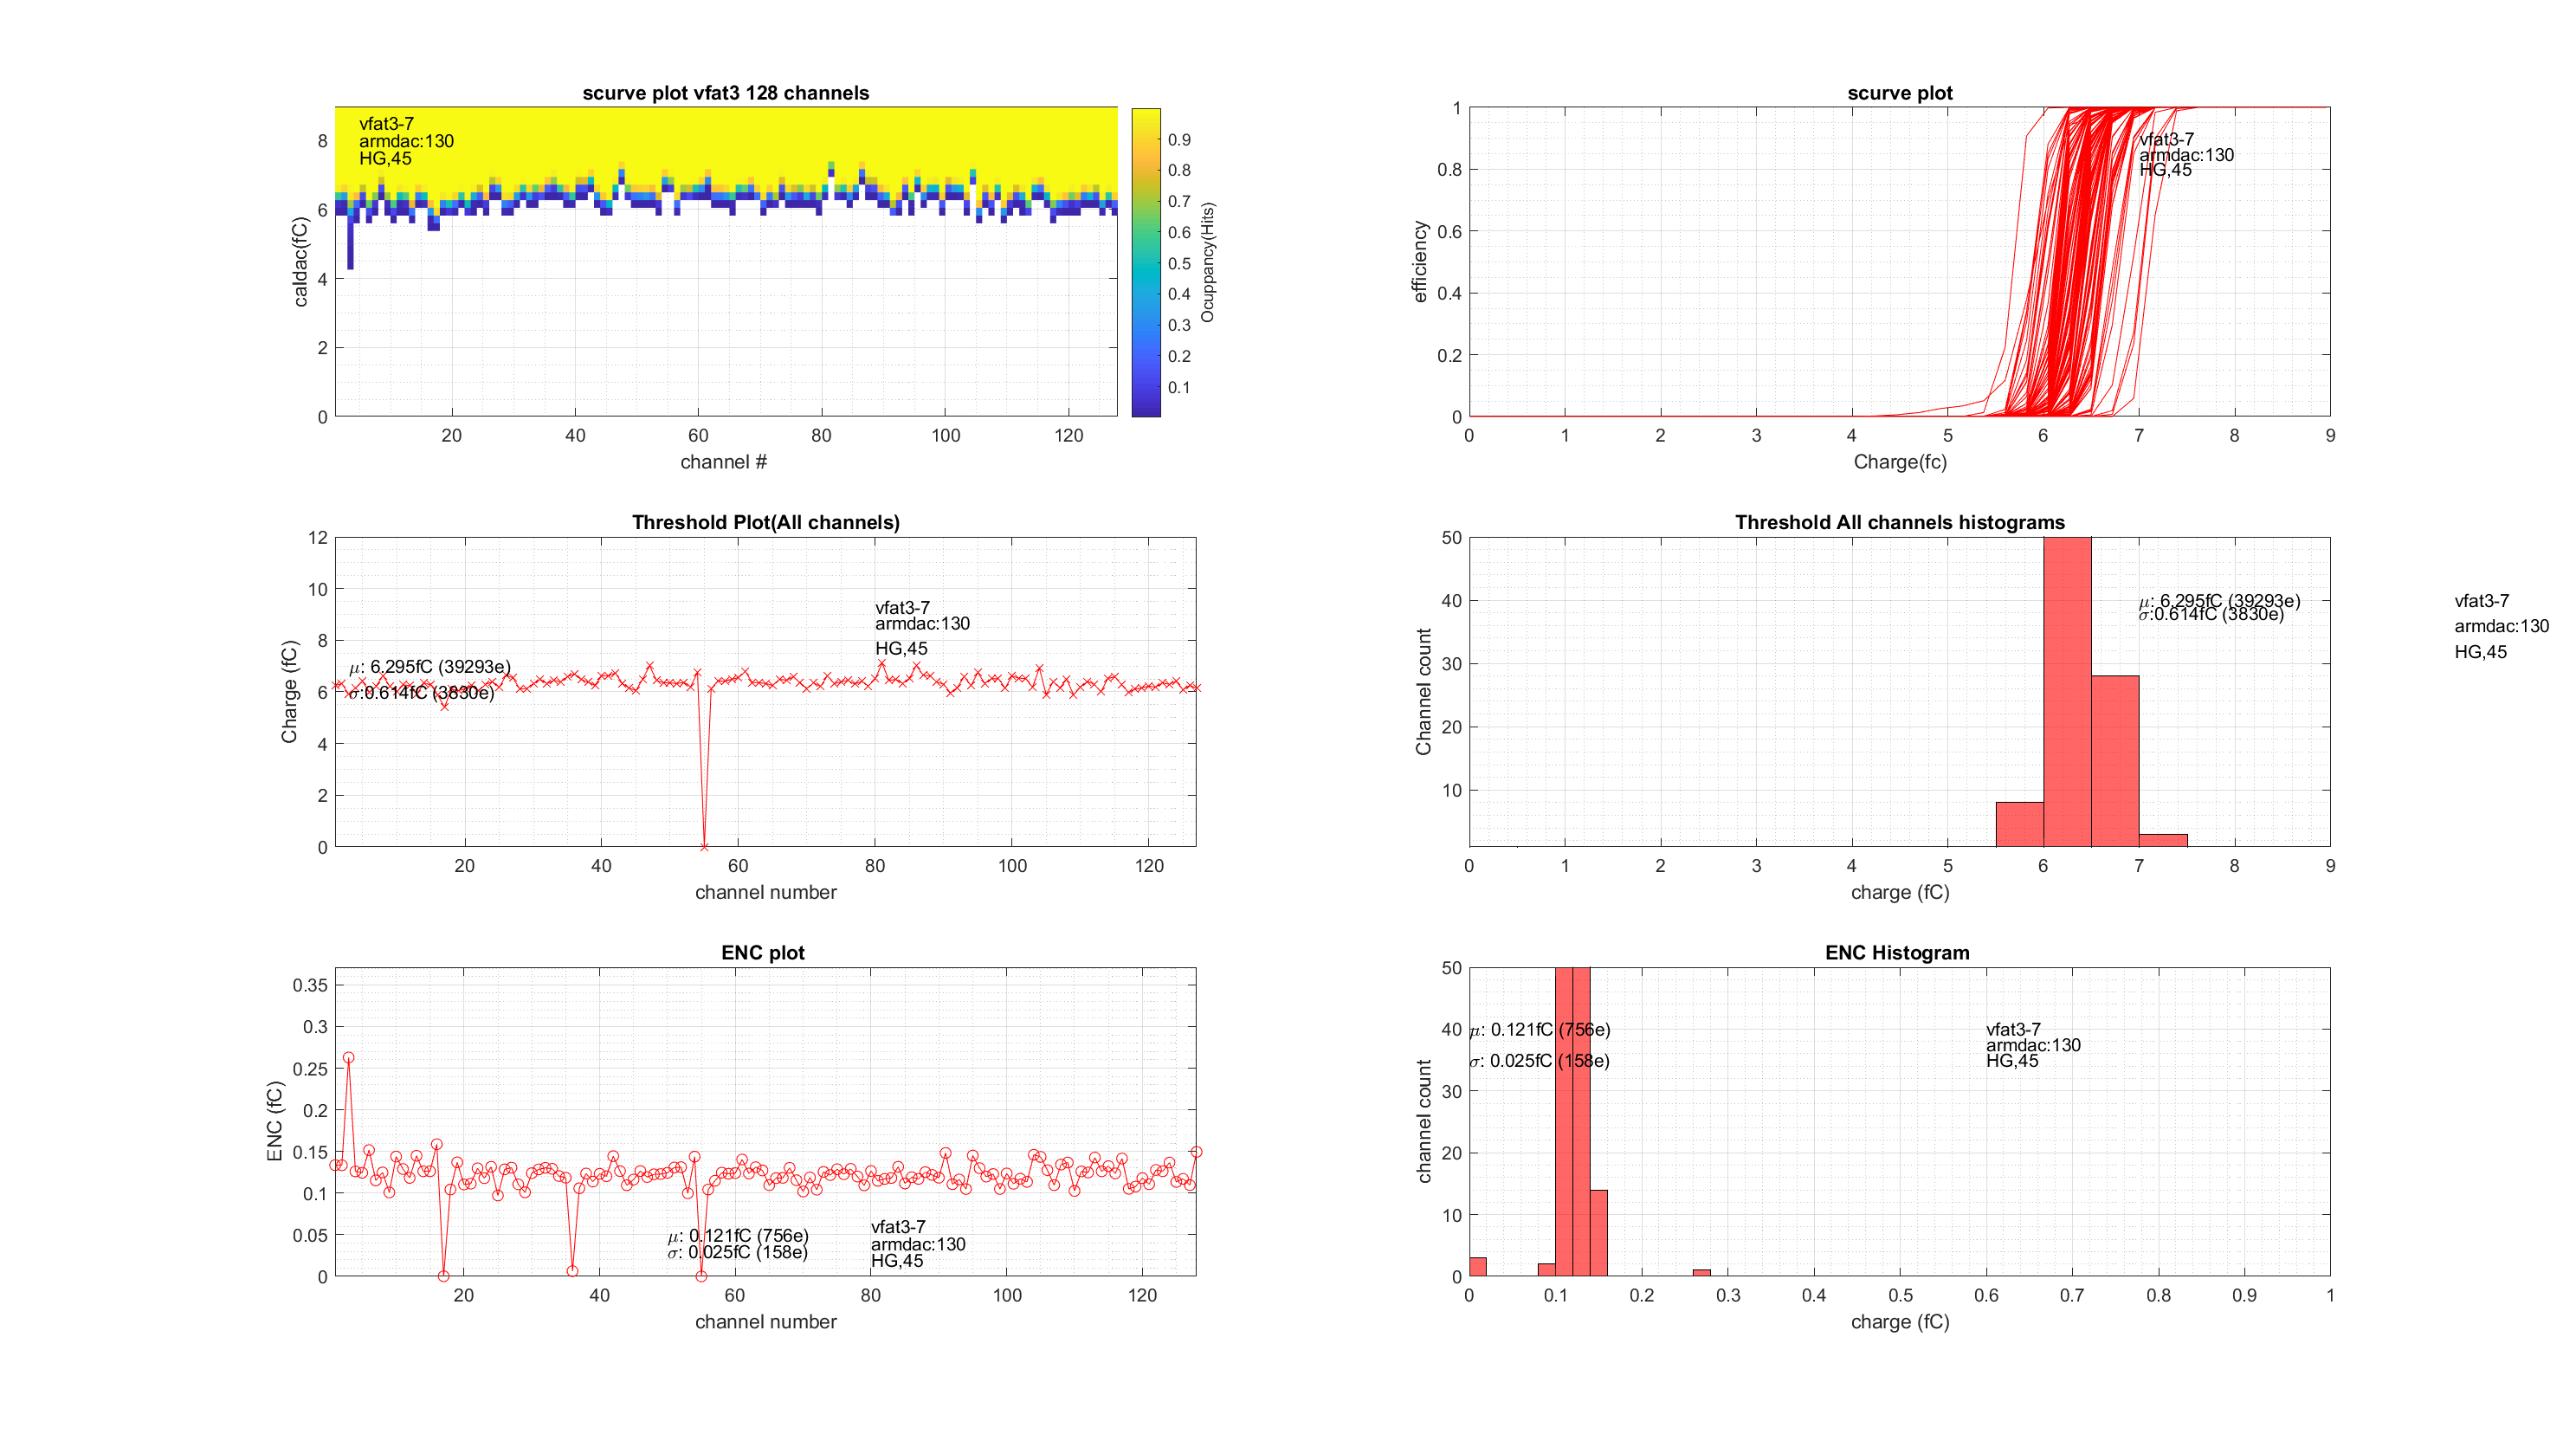 scurve plot vfat3 128 channels
vfat3-7
armdac:130
HG,45
caldac(fC)
8
6
4
2
0
20 40 60 80 100 120
channel #
0.9
0.8
0.7
0.6
0.5
0.4
0.3
0.2
0.1
Ocuppancy(Hits)
scurve plot
vfat3-7
armdac:130
HG,45
efficiency
1
0.8
0.6
0.4
0.2
0
0 1 2 3 4 5 6 7 8 9
Charge(fc)
Threshold Plot(All channels)
vfat3-7
armdac:130
HG,45
μ: 6.295fC (39293e)
σ:0.614fC (3830e)
Charge (fC)
12
10
8
6
4
2
0
20 40 60 80 100 120
channel number
Threshold All channels histograms
μ: 6.295fC (39293e)
σ:0.614fC (3830e)
vfat3-7
armdac:130
HG,45
Channel count
50
40
30
20
10
0 1 2 3 4 5 6 7 8 9
charge (fC)
ENC plot
ENC (fC)
0.35
0.3
0.25
0.2
0.15
0.1
0.05
0
μ: 0.121fC (756e)
σ: 0.025fC (158e)
vfat3-7
armdac:130
HG,45
20 40 60 80 100 120
channel number
ENC Histogram
channel count
50
40
30
20
10
0
μ: 0.121fC (756e)
σ: 0.025fC (158e)
vfat3-7
armdac:130
HG,45
0 0.1 0.2 0.3 0.4 0.5 0.6 0.7 0.8 0.9 1
charge (fC)